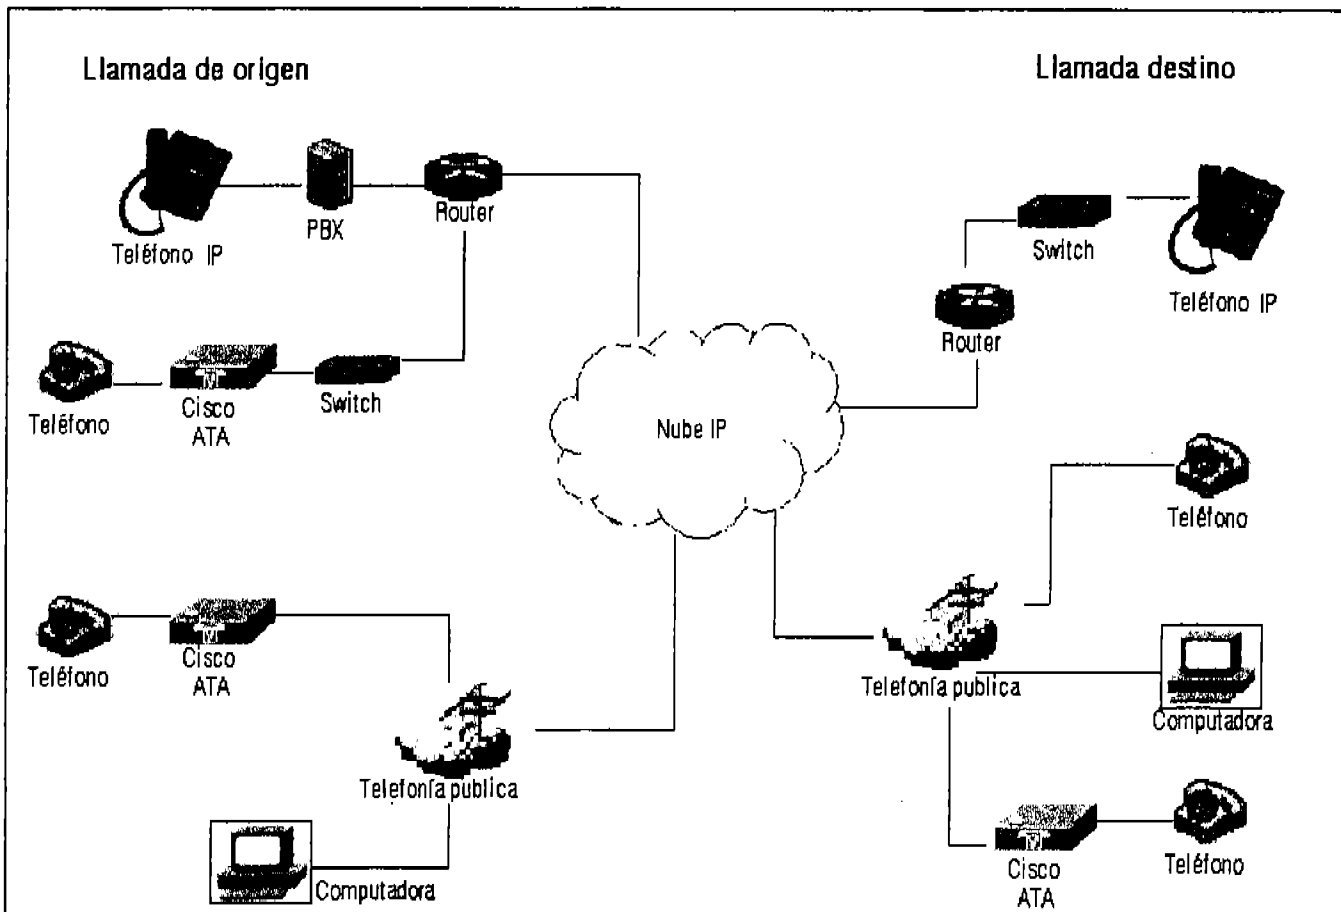 Llamada de origen
Llamada destino
Teléfono IP
PBX
Router
Switch
Teléfono IP
Router
Teléfono
Cisco
ATA
Switch
Nube IP
Teléfono
Teléfono
Cisco
ATA
Telefonía publica
Computadora
Telefonía publica
Computadora
Cisco
ATA
Teléfono